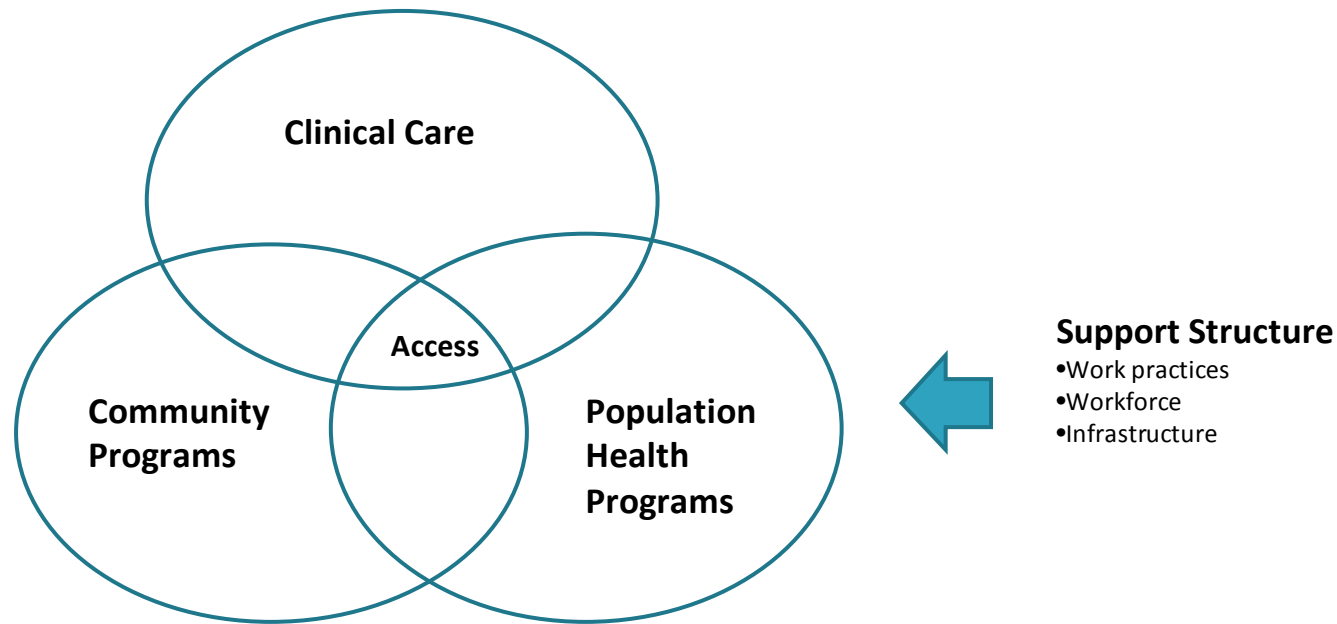 Clinical Care
Access
Community
Programs
Population
Health
Programs
Support Structure
•Work practices
•Workforce
•Infrastructure